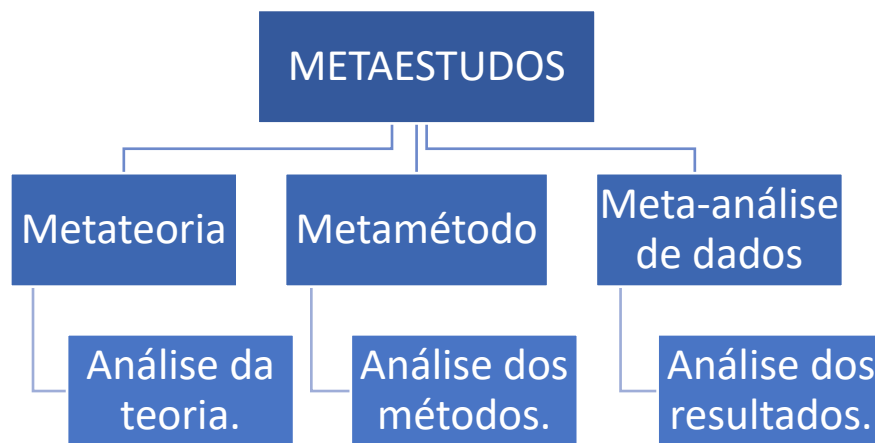 METAESTUDOS
Metateoria
Metamétodo
Meta-análise
de dados
Análise da
teoria.
Análise dos
métodos.
Análise dos
resultados.